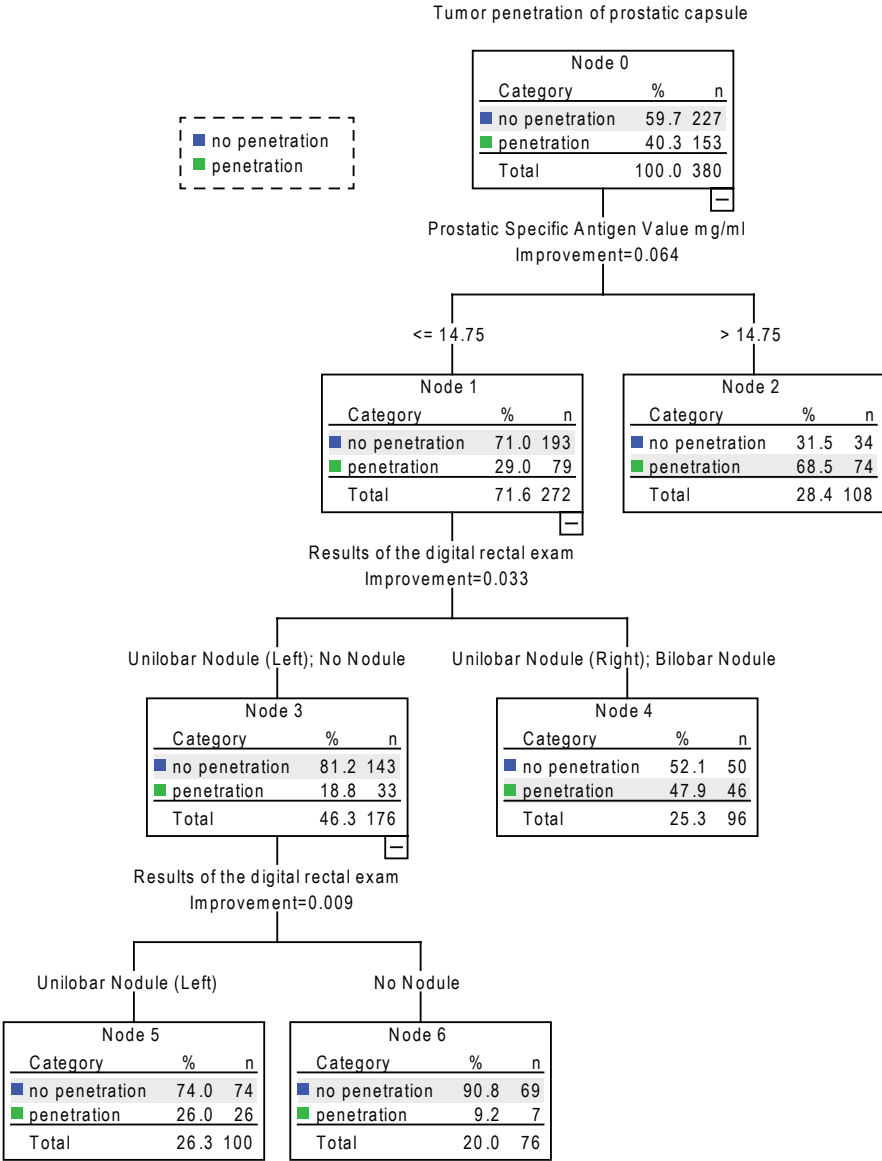 Tumor penetration of prostatic capsule
Node 0
Category % n
no penetration 59.7 227
penetration 40.3 153
Total 100.0 380
no penetration
penetration
Prostatic Specific Antigen Value mg/ml
Improvement=0.064
<= 14.75
> 14.75
Node 1
Category % n
no penetration 71.0 193
penetration 29.0 79
Total 71.6 272
Node 2
Category % n
no penetration 31.5 34
penetration 68.5 74
Total 28.4 108
Results of the digital rectal exam
Improvement=0.033
Unilobar Nodule (Left); No Nodule
Unilobar Nodule (Right); Bilobar Nodule
Node 3
Category % n
no penetration 81.2 143
penetration 18.8 33
Total 46.3 176
Node 4
Category % n
no penetration 52.1 50
penetration 47.9 46
Total 25.3 96
Results of the digital rectal exam
Improvement=0.009
Unilobar Nodule (Left)
No Nodule
Node 5
Category % n
no penetration 74.0 74
penetration 26.0 26
Total 26.3 100
Node 6
Category % n
no penetration 90.8 69
penetration 9.2 7
Total 20.0 76